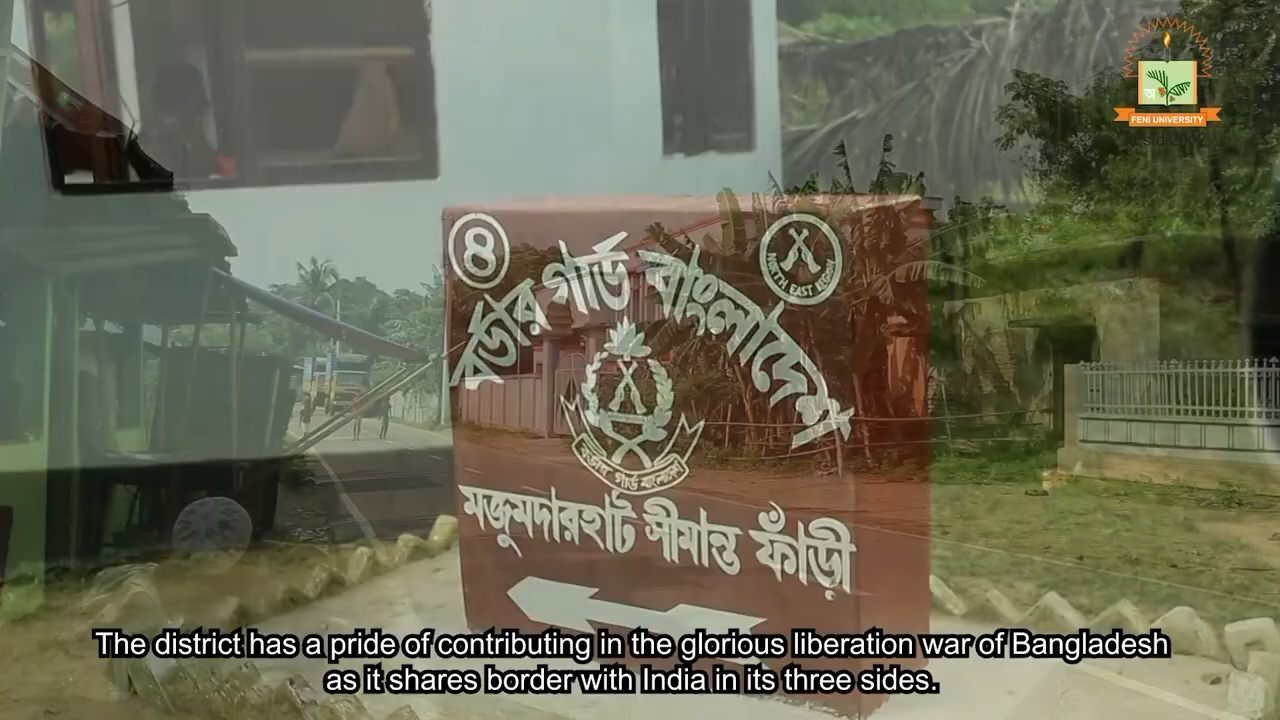 অ
FENI UNIVERSITY
৪
NORTH EAST REGION
বর্ডার গার্ড বাংলাদেশ
বর্ডার গার্ড বাংলাদেশ
মজুমদারহাট সীমান্ত ফাঁড়ী
The district has a pride of contributing in the glorious liberation war of Bangladesh
as it shares border with India in its three sides.